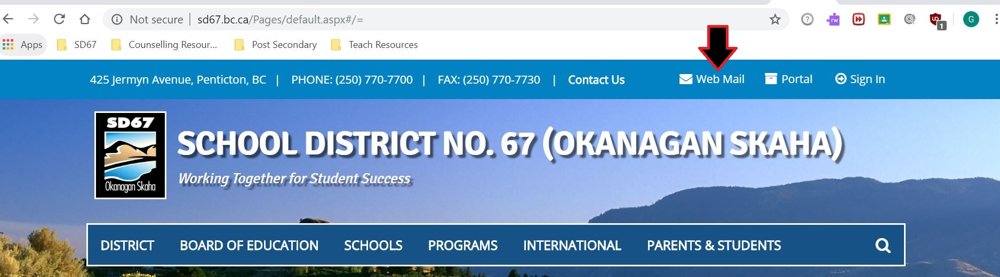 Not secure | sd67.bc.ca/Pages/default.aspx#/=
rw
1
G
Apps SD67 Counselling Resour... Post Secondary Teach Resources
425 Jermyn Avenue, Penticton, BC | PHONE: (250) 770-7700 | FAX: (250) 770-7730 | Contact Us Web Mail Portal Sign In
SD67
Okanagan Skaha
SCHOOL DISTRICT NO. 67 (OKANAGAN SKAHA)
Working Together for Student Success
DISTRICT BOARD OF EDUCATION SCHOOLS PROGRAMS INTERNATIONAL PARENTS & STUDENTS